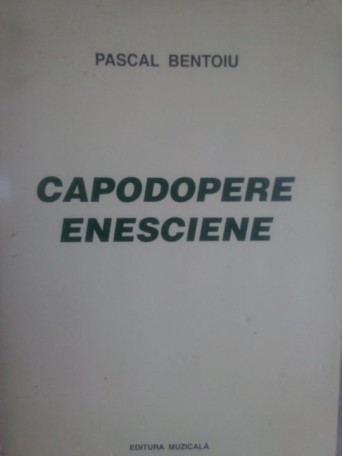 PASCAL BENTOIU
CAPODOPERE
ENESCIENE
EDITURA MUZICALĂ